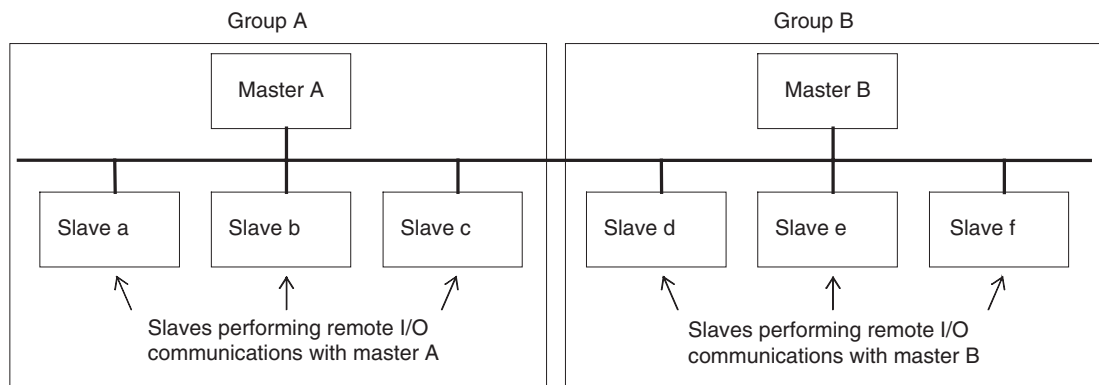 Group A
Group B
Master A
Master B
Slave a
Slave b
Slave c
Slave d
Slave e
Slave f
Slaves performing remote I/O
communications with master A
Slaves performing remote I/O
communications with master B